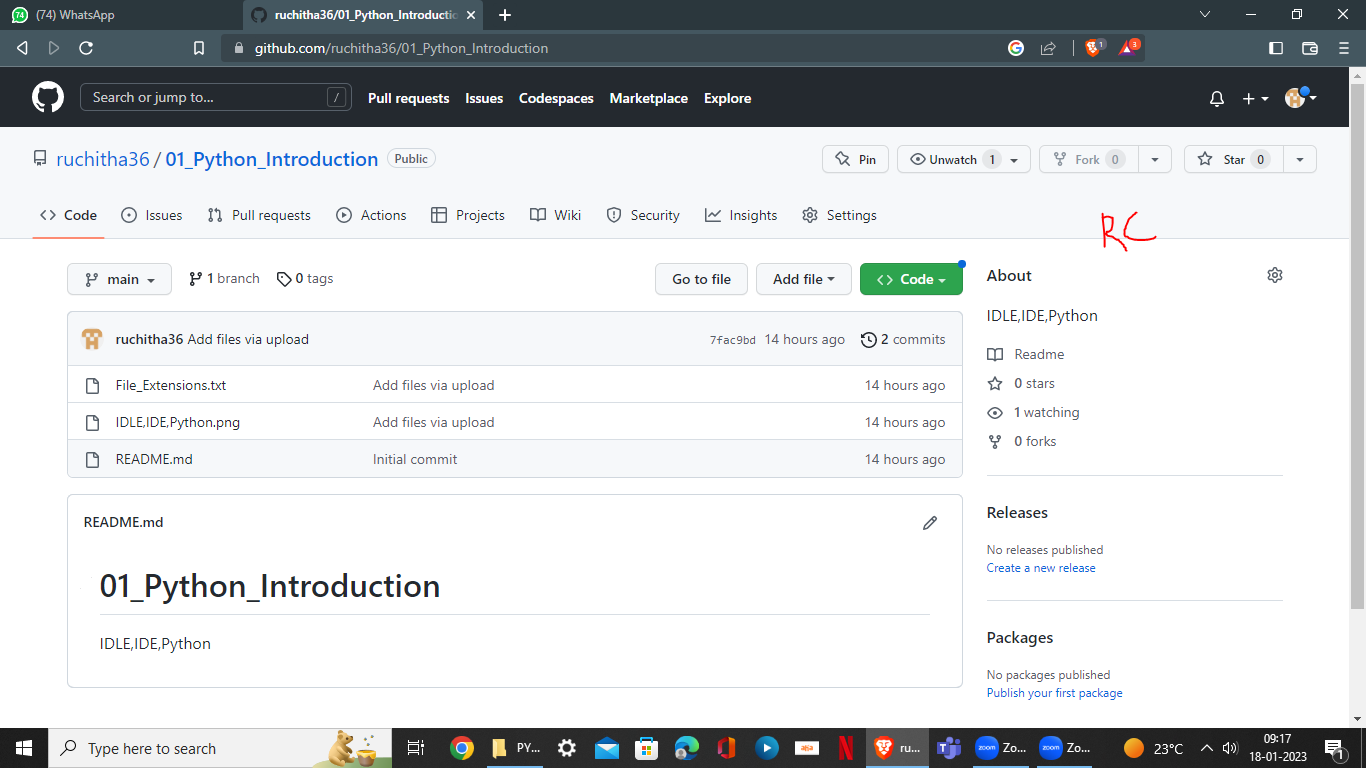 (74) WhatsApp
ruchitha36/01_Python_Introductio
github.com/ruchitha36/01_Python_Introduction
Search or jump to... /
Pull requests Issues Codespaces Marketplace Explore
ruchitha36 / 01_Python_Introduction Public
Pin Unwatch 1 Fork 0 Star 0
Code Issues Pull requests Actions Projects Wiki Security Insights Settings
RC
main 1 branch 0 tags Go to file Add file Code
ruchitha36 Add files via upload 7fac9bd 14 hours ago 2 commits
File_Extensions.txt Add files via upload 14 hours ago
IDLE,IDE,Python.png Add files via upload 14 hours ago
README.md Initial commit 14 hours ago
README.md
01_Python_Introduction
IDLE,IDE,Python
About
IDLE,IDE,Python
Readme
0 stars
1 watching
0 forks
Releases
No releases published
Create a new release
Packages
No packages published
Publish your first package
Type here to search
PY...
ru...
zoom Zo...
zoom Zo...
23°C
09:17
18-01-2023
1